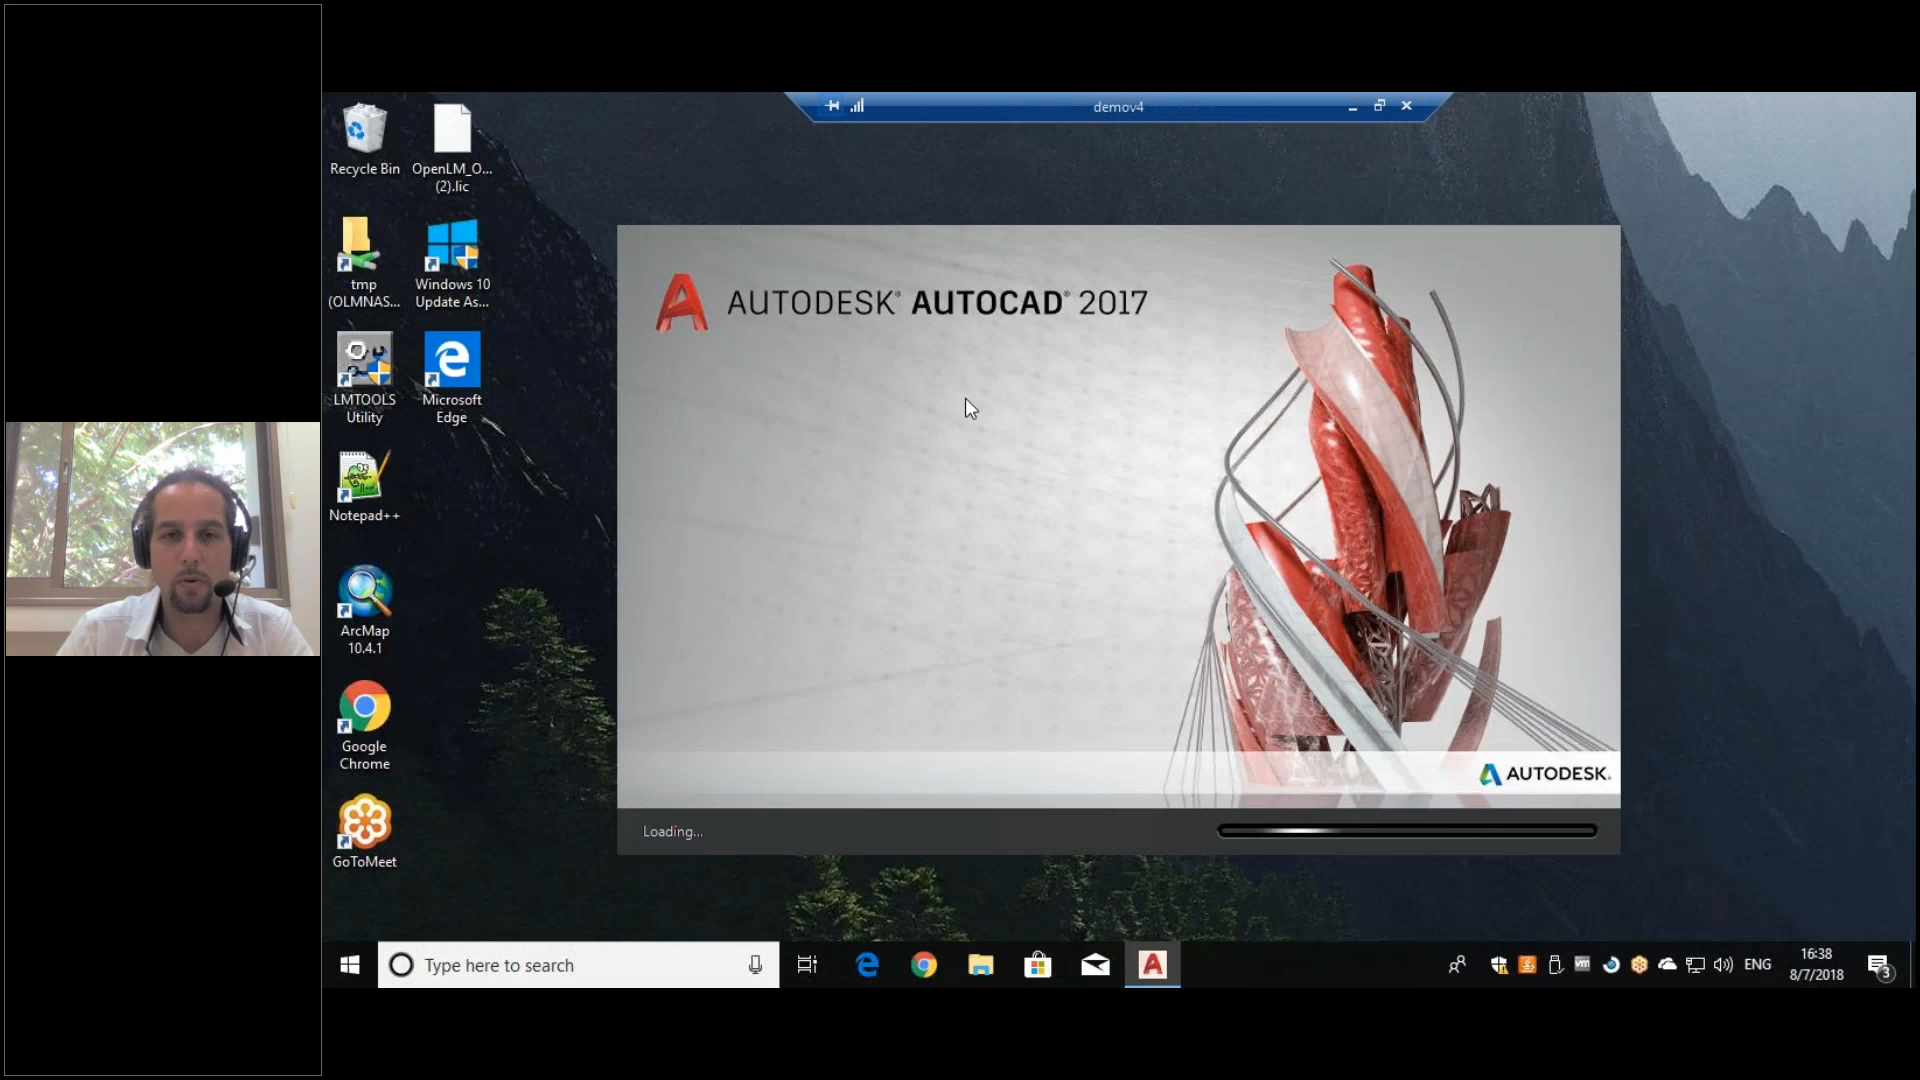 demov4
Recycle Bin
OpenLM_O...
(2).lic
tmp
(OLMNAS...
Windows 10
Update As...
LMTOOLS
Utility
Microsoft
Edge
Notepad++
ArcMap
10.4.1
Google
Chrome
GoToMeet
AUTODESK® AUTOCAD® 2017
AUTODESK.
Loading...
Type here to search
vm
ENG
16:38
8/7/2018
3